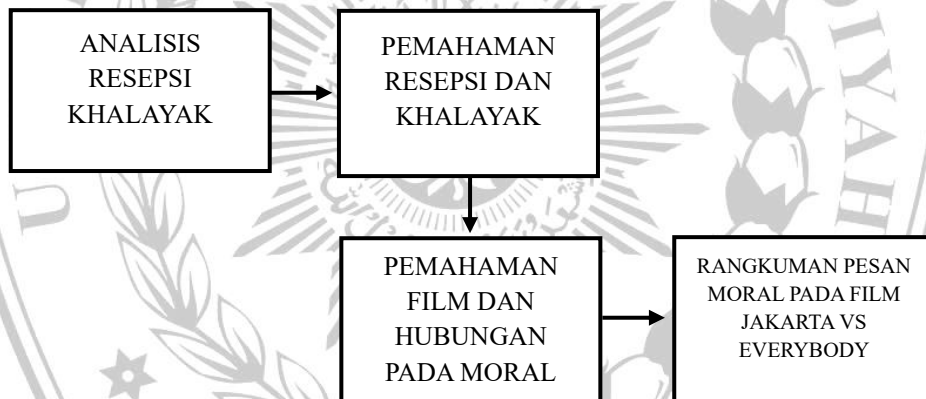 ANALISIS
RESEPSI
KHALAYAK
PEMAHAMAN
RESEPSI DAN
KHALAYAK
PEMAHAMAN
FILM DAN
HUBUNGAN
PADA MORAL
RANGKUMAN PESAN
MORAL PADA FILM
JAKARTA VS
EVERYBODY